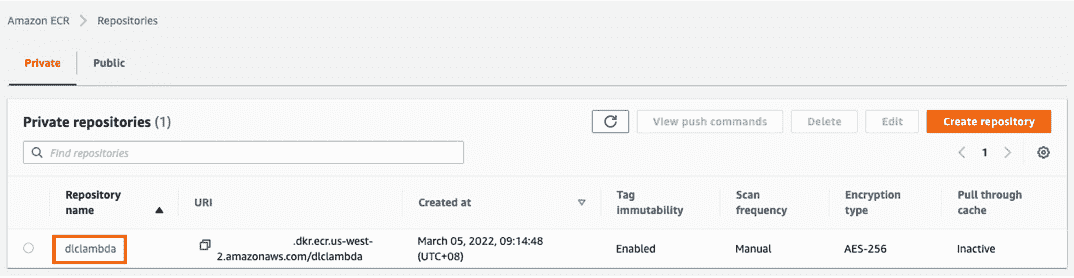 Amazon ECR > Repositories
Private Public
Private repositories (1) View push commands Delete Edit Create repository
Find repositories 1
Repository name URI Created at Tag immutability Scan frequency Encryption type Pull through cache
dlclambda .dkr.ecr.us-west-2.amazonaws.com/dlclambda March 05, 2022, 09:14:48 (UTC+08) Enabled Manual AES-256 Inactive